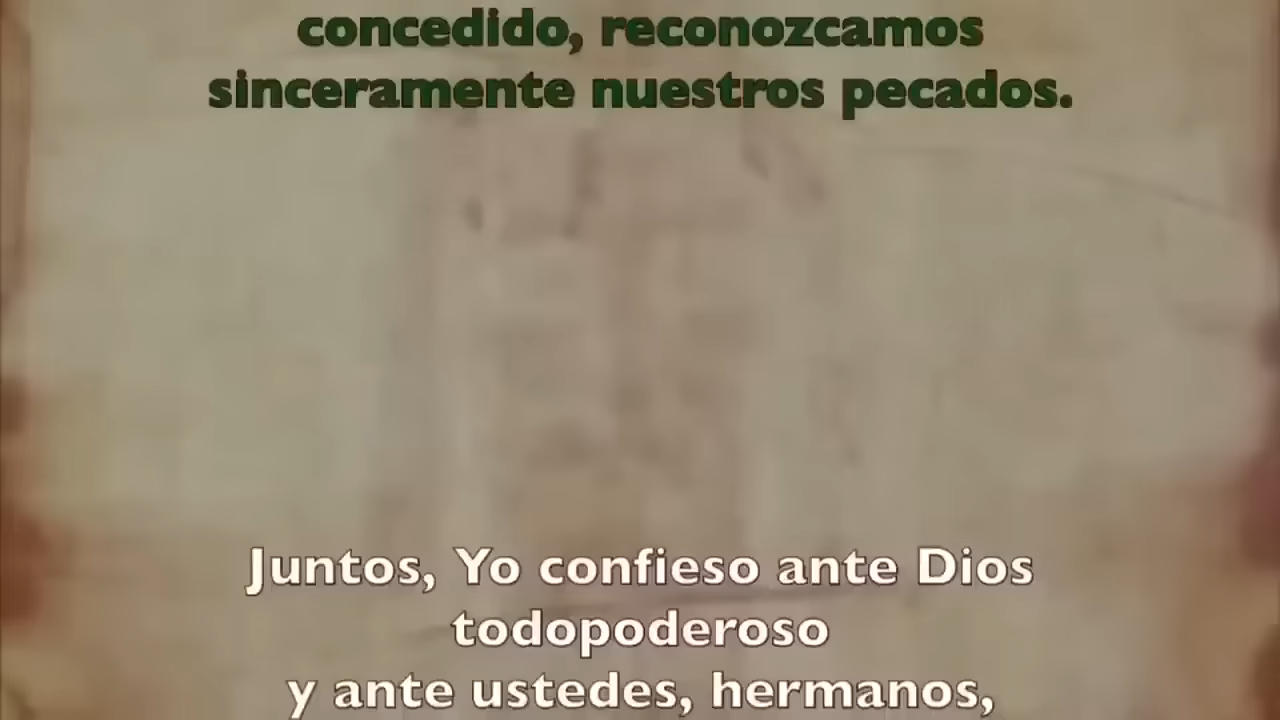 concedido, reconozcamos
sinceramente nuestros pecados.
Juntos, Yo confieso ante Dios
todopoderoso
y ante ustedes, hermanos,